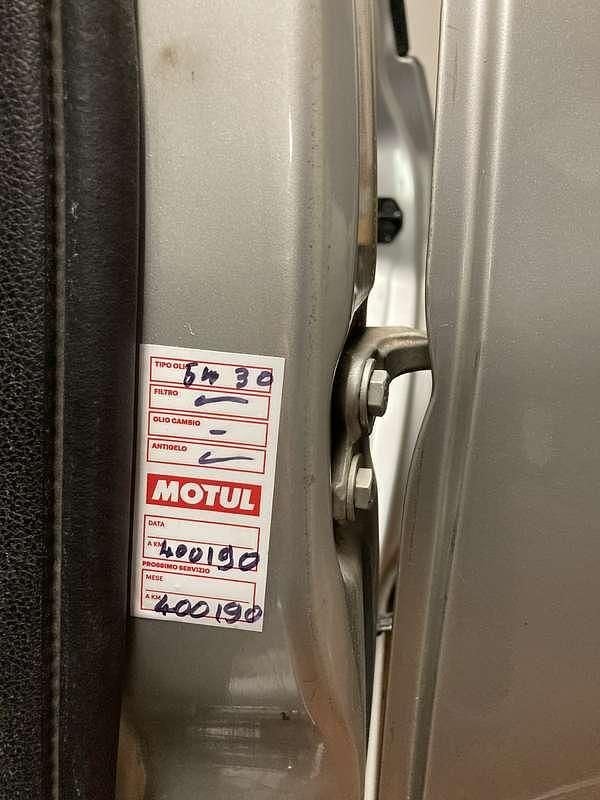 TIPO OLIO 5W 30
FILTRO
OLIO CAMBIO -
ANTIGELO
MOTUL
DATA
A KM 400190
PROSSIMO SERVIZIO
MESE
A KM 400190